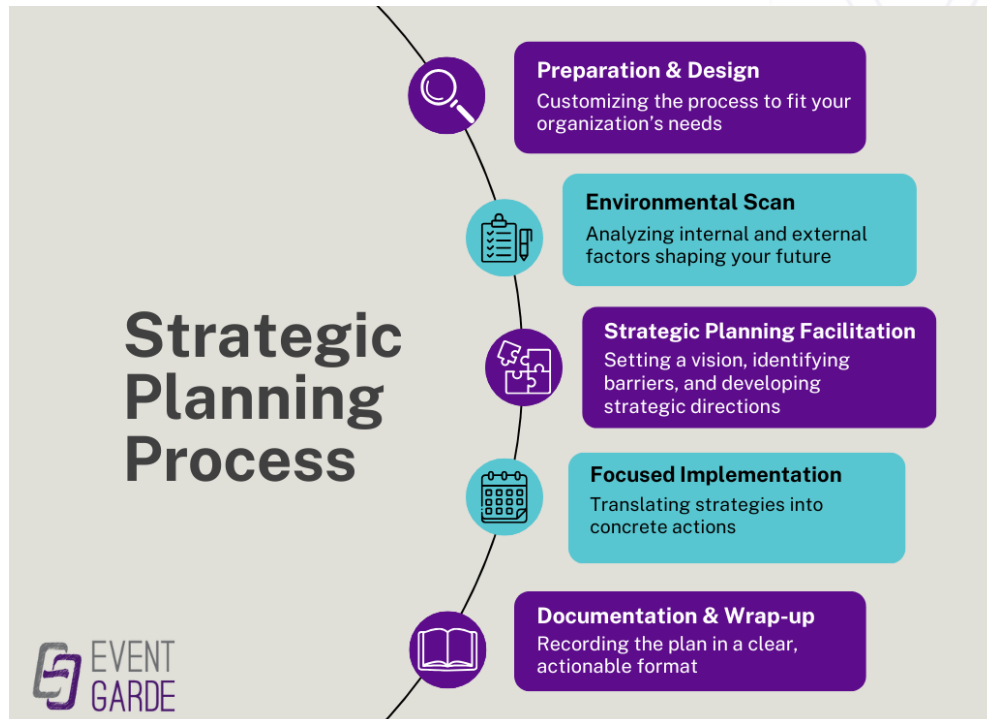 Preparation & Design
Customizing the process to fit your
organization's needs
Environmental Scan
Analyzing internal and external
factors shaping your future
Strategic
Planning
Process
Strategic Planning Facilitation
Setting a vision, identifying
barriers, and developing
strategic directions
Focused Implementation
Translating strategies into
concrete actions
Documentation & Wrap-up
Recording the plan in a clear,
actionable format
EVENT
GARDE